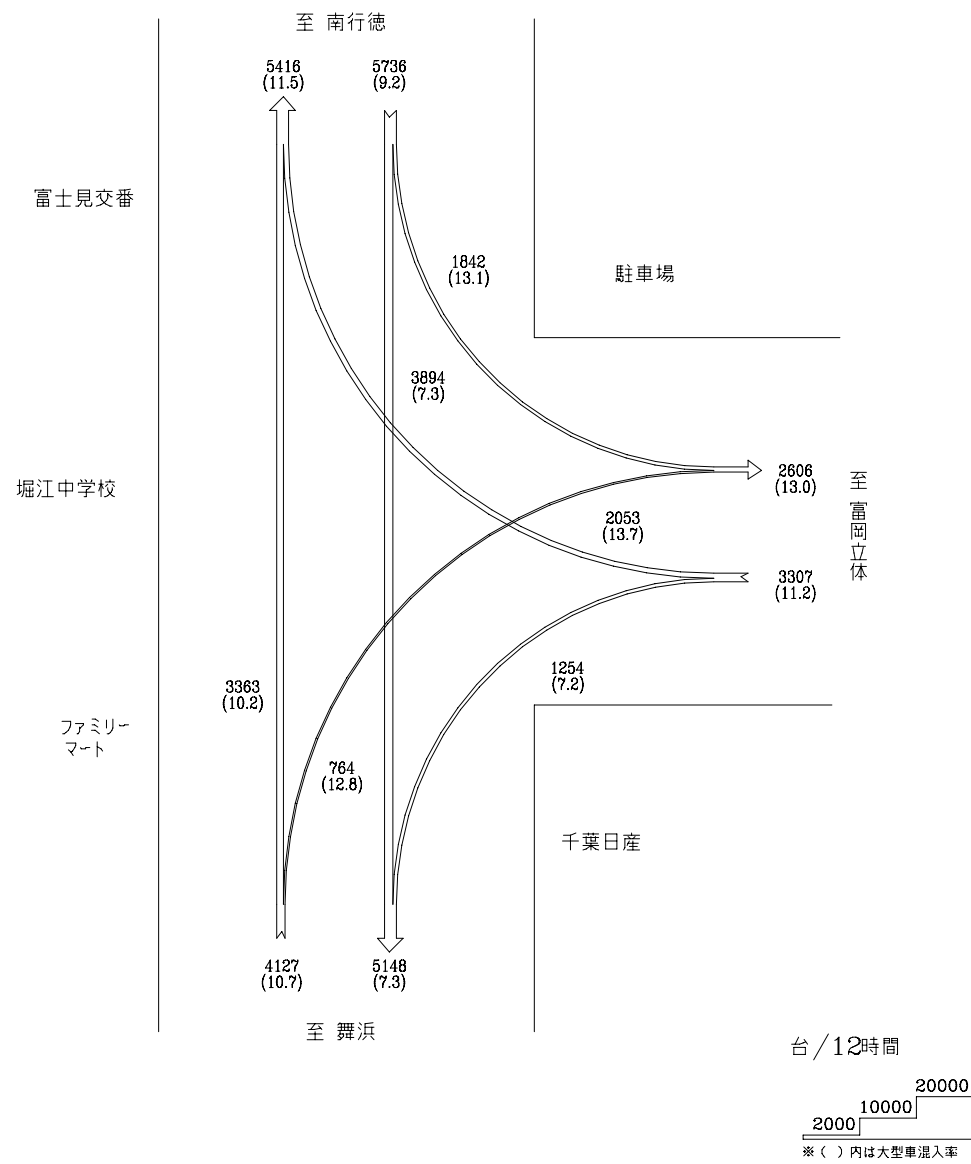 至 南行徳
5416
(11.5)
5736
(9.2)
富士見交番
1842
(13.1)
駐車場
3894
(7.3)
堀江中学校
2606
(13.0)
至 富岡立体
2053
(13.7)
3307
(11.2)
1254
(7.2)
3363
(10.2)
ファミリー
マート
764
(12.8)
千葉日産
4127
(10.7)
5148
(7.3)
至 舞浜
台/12時間
20000
10000
2000
※( )内は大型車混入率